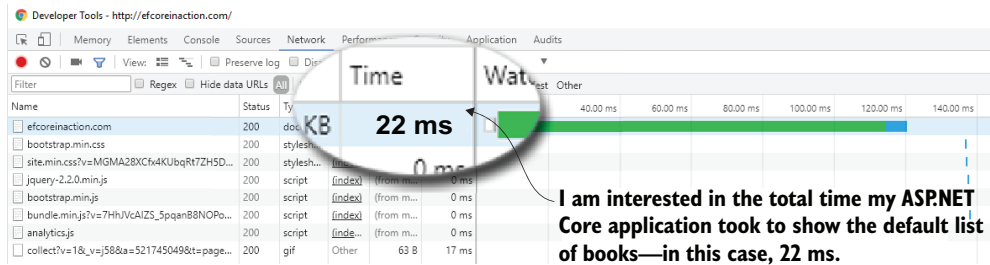 Developer Tools - http://efcoreinaction.com/
Memory Elements Console Sources Network Application Audits
View: Preserve log Hide data URLs
Filter Regex Hide data URLs All Other
Time
40.00 ms 60.00 ms 80.00 ms 100.00 ms 120.00 ms 140.00 ms
Name Status
efcoreinaction.com 200 KB 22 ms
bootstrap.min.css 200 stylesh...
site.min.css?v=MGMA28XCfx4KUbqRt7ZH5D... 200 stylesh... 0 ms
jquery-2.2.0.min.js 200 script (index) (from m... 0 ms
bootstrap.min.js 200 script (index) (from m... 0 ms
bundle.min.js?v=7HhJVcAIZS_5pqanB8NOPo... 200 script (index) (from m... 0 ms
analytics.js 200 script (inde... (from m... 0 ms
collect?v=1&_v=j58&a=521745049&t=page... 200 gif Other 63 B 17 ms
I am interested in the total time my ASP.NET
Core application took to show the default list
of books—in this case, 22 ms.